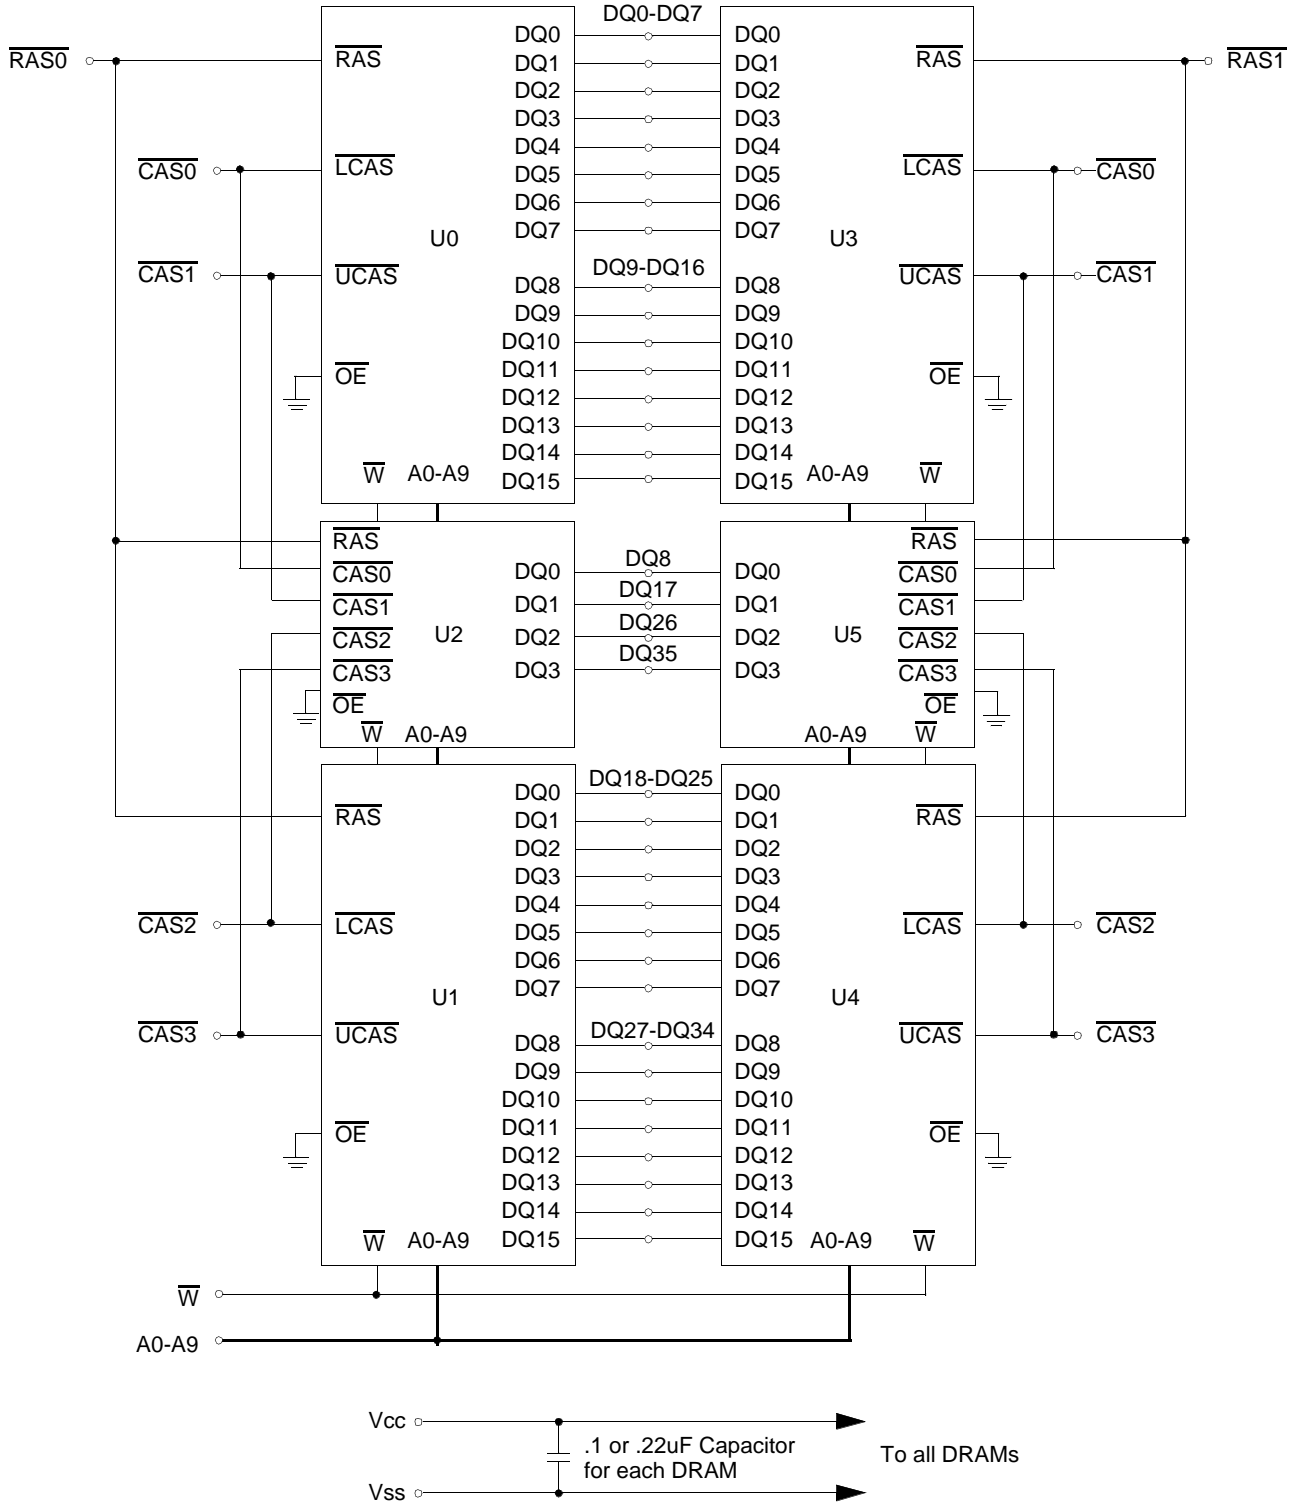 DQ0-DQ7
RAS0 RAS DQ0 DQ0 RAS RAS1
DQ1 DQ1
DQ2 DQ2
DQ3 DQ3
DQ4 DQ4
CAS0 LCAS DQ5 DQ5 LCAS CAS0
DQ6 DQ6
DQ7 DQ7
U0 U3
DQ9-DQ16
CAS1 UCAS DQ8 DQ8 UCAS CAS1
DQ9 DQ9
DQ10 DQ10
DQ11 DQ11
OE OE
DQ12 DQ12
DQ13 DQ13
DQ14 DQ14
W A0-A9 DQ15 DQ15 A0-A9 W
RAS RAS
DQ8
CAS0 DQ0 DQ0 CAS0
DQ17
CAS1 DQ1 DQ1 CAS1
DQ26
CAS2 U2 DQ2 DQ2 U5 CAS2
DQ35
CAS3 DQ3 DQ3 CAS3
OE OE
W A0-A9 A0-A9 W
DQ18-DQ25
DQ0 DQ0
RAS DQ1 DQ1 RAS
DQ2 DQ2
DQ3 DQ3
DQ4 DQ4
CAS2 LCAS DQ5 DQ5 LCAS CAS2
DQ6 DQ6
DQ7 DQ7
U1 U4
DQ27-DQ34
CAS3 UCAS DQ8 DQ8 UCAS CAS3
DQ9 DQ9
DQ10 DQ10
DQ11 DQ11
OE OE
DQ12 DQ12
DQ13 DQ13
DQ14 DQ14
W A0-A9 DQ15 DQ15 A0-A9 W
W
A0-A9
Vcc
.1 or .22uF Capacitor
for each DRAM
To all DRAMs
Vss